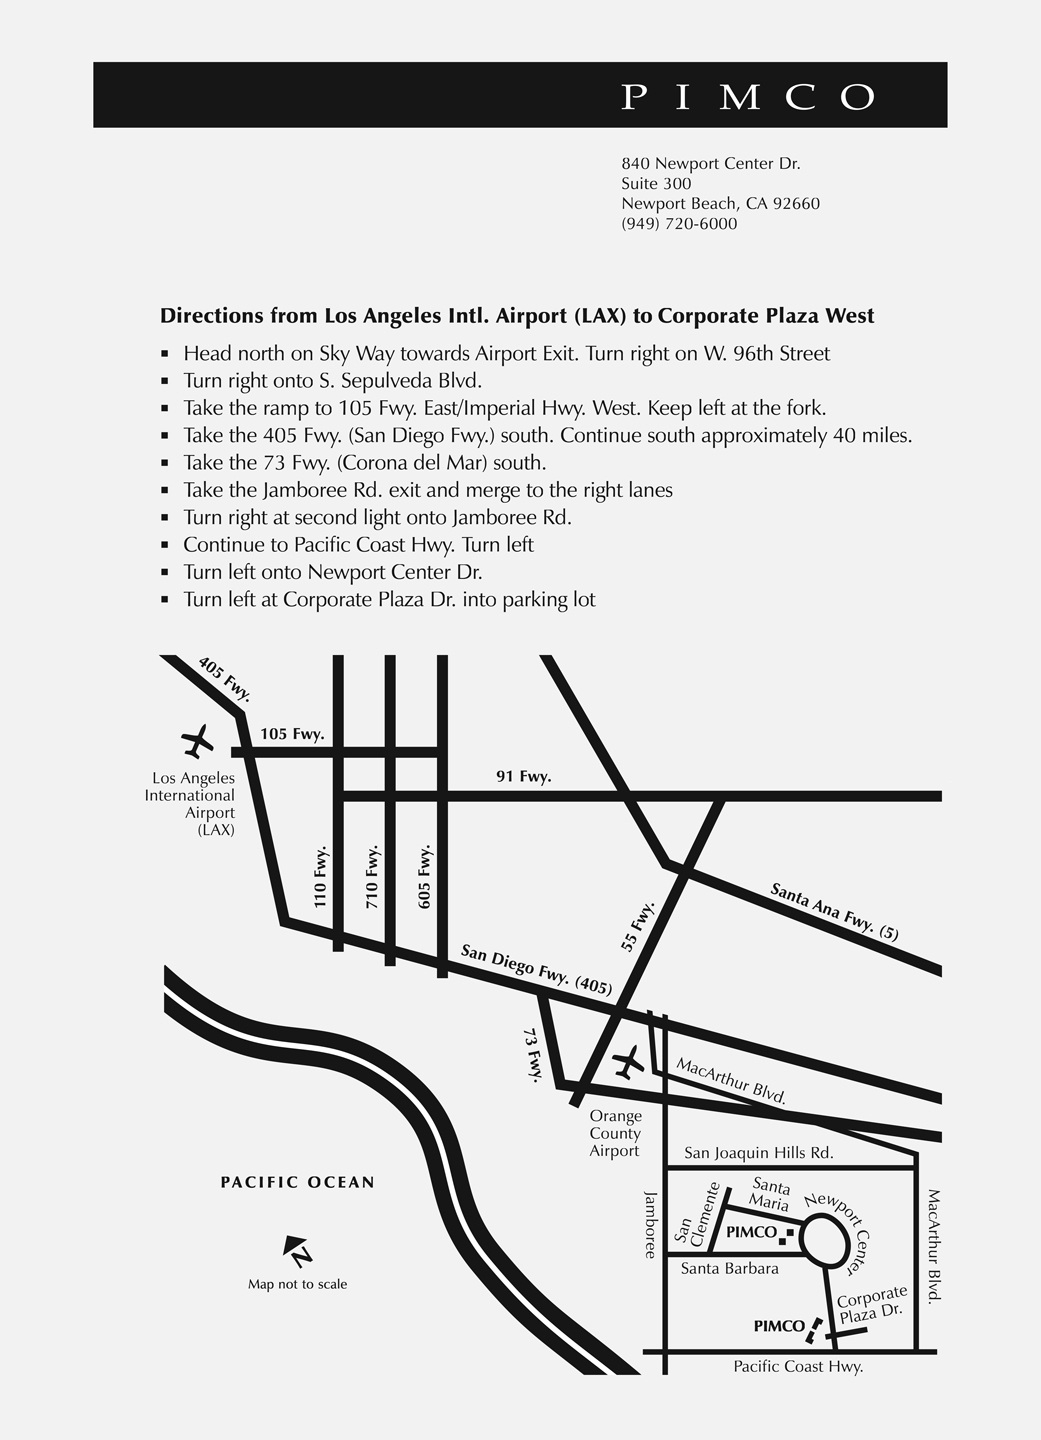 PIMCO
840 Newport Center Dr.
Suite 300
Newport Beach, CA 92660
(949) 720-6000
Directions from Los Angeles Intl. Airport (LAX) to Corporate Plaza West
▪ Head north on Sky Way towards Airport Exit. Turn right on W. 96th Street
▪ Turn right onto S. Sepulveda Blvd.
▪ Take the ramp to 105 Fwy. East/Imperial Hwy. West. Keep left at the fork.
▪ Take the 405 Fwy. (San Diego Fwy.) south. Continue south approximately 40 miles.
▪ Take the 73 Fwy. (Corona del Mar) south.
▪ Take the Jamboree Rd. exit and merge to the right lanes
▪ Turn right at second light onto Jamboree Rd.
▪ Continue to Pacific Coast Hwy. Turn left
▪ Turn left onto Newport Center Dr.
▪ Turn left at Corporate Plaza Dr. into parking lot
405 Fwy.
105 Fwy.
Los Angeles
International
Airport
(LAX)
91 Fwy.
110 Fwy.
710 Fwy.
605 Fwy.
Santa Ana Fwy. (5)
55 Fwy.
San Diego Fwy. (405)
73 Fwy.
MacArthur Blvd.
Orange
County
Airport
San Joaquin Hills Rd.
PACIFIC OCEAN
Jamboree
San
Clemente
Santa
Maria
Newport Center
MacArthur Blvd.
PIMCO
N
Map not to scale
Santa Barbara
Corporate
Plaza Dr.
PIMCO
Pacific Coast Hwy.